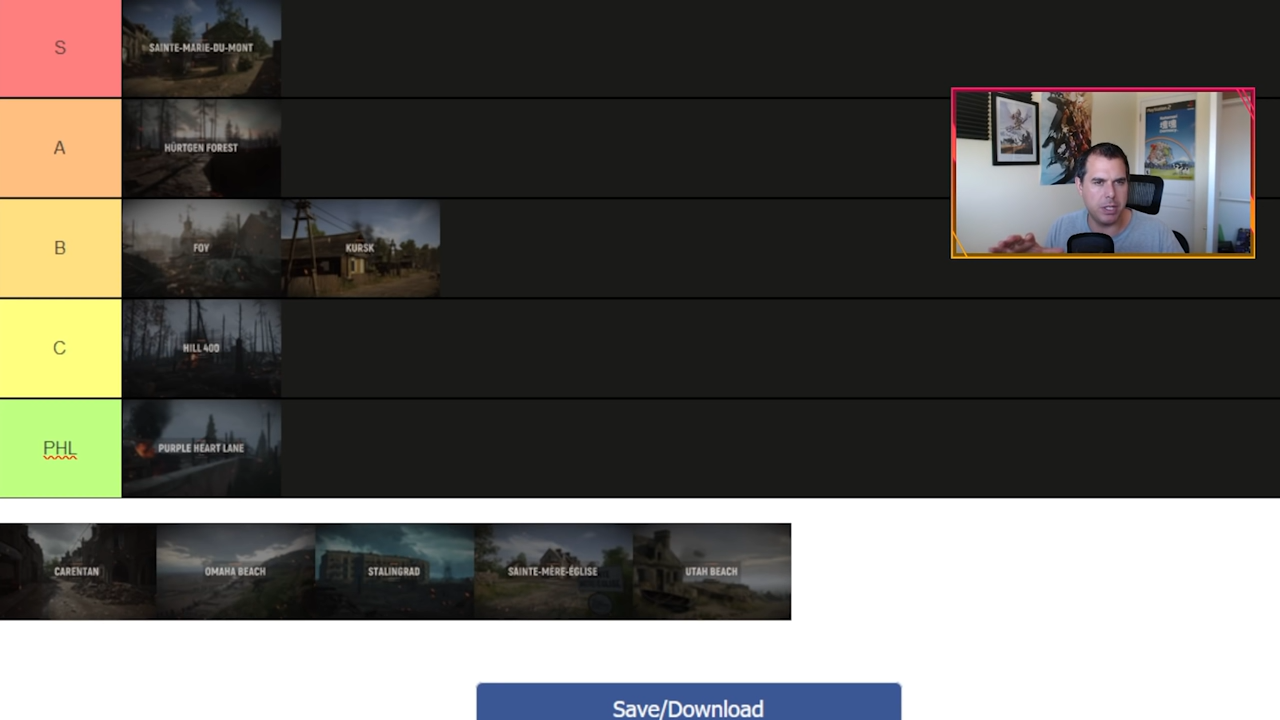 S
SAINTE-MARIE-DU-MONT
A
HÜRTGEN FOREST
B
FOY
KURSK
C
HILL 400
PHL
PURPLE HEART LANE
CARENTAN
OMAHA BEACH
STALINGRAD
SAINTE-MÈRE-ÉGLISE
UTAH BEACH
Save/Download